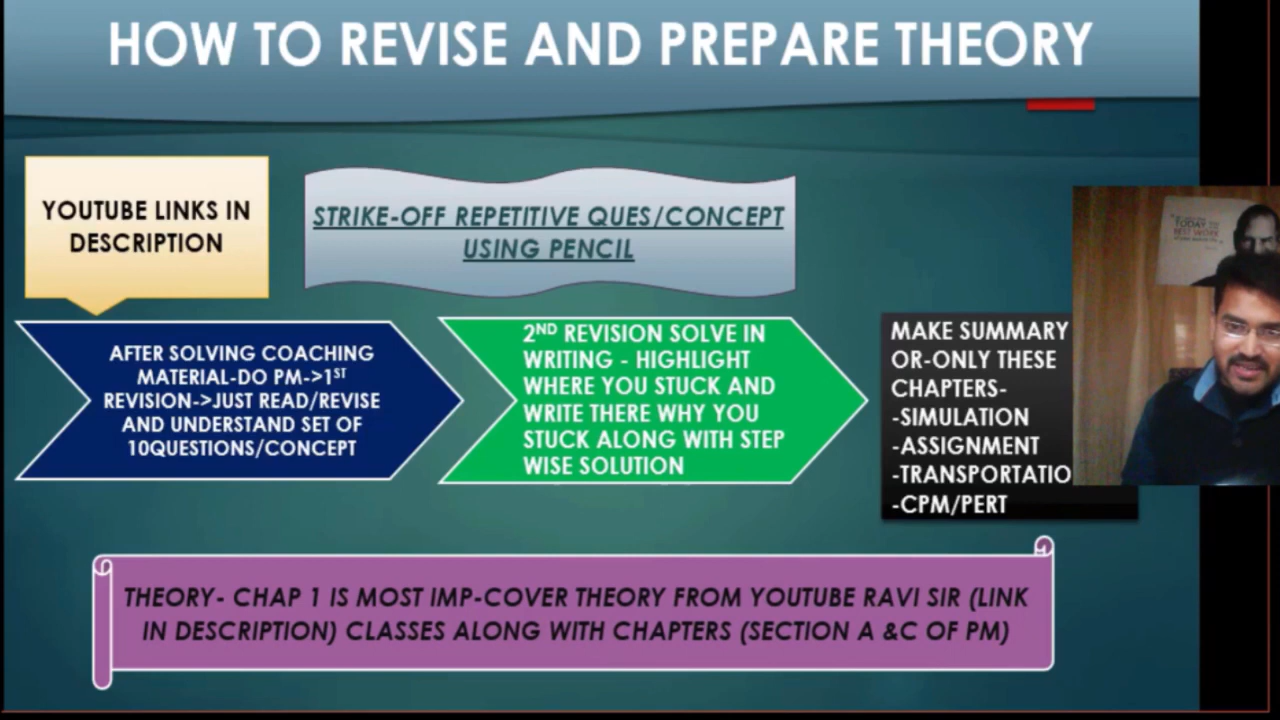 HOW TO REVISE AND PREPARE THEORY
YOUTUBE LINKS IN
DESCRIPTION
STRIKE-OFF REPETITIVE QUES/CONCEPT
USING PENCIL
AFTER SOLVING COACHING
MATERIAL-DO PM->1ST
REVISION->JUST READ/REVISE
AND UNDERSTAND SET OF
10QUESTIONS/CONCEPT
2ND REVISION SOLVE IN
WRITING - HIGHLIGHT
WHERE YOU STUCK AND
WRITE THERE WHY YOU
STUCK ALONG WITH STEP
WISE SOLUTION
MAKE SUMMARY
OR-ONLY THESE
CHAPTERS-
-SIMULATION
-ASSIGNMENT
-TRANSPORTATIO
-CPM/PERT
TODAY
BEST WORK
THEORY- CHAP 1 IS MOST IMP-COVER THEORY FROM YOUTUBE RAVI SIR (LINK
IN DESCRIPTION) CLASSES ALONG WITH CHAPTERS (SECTION A &C OF PM)